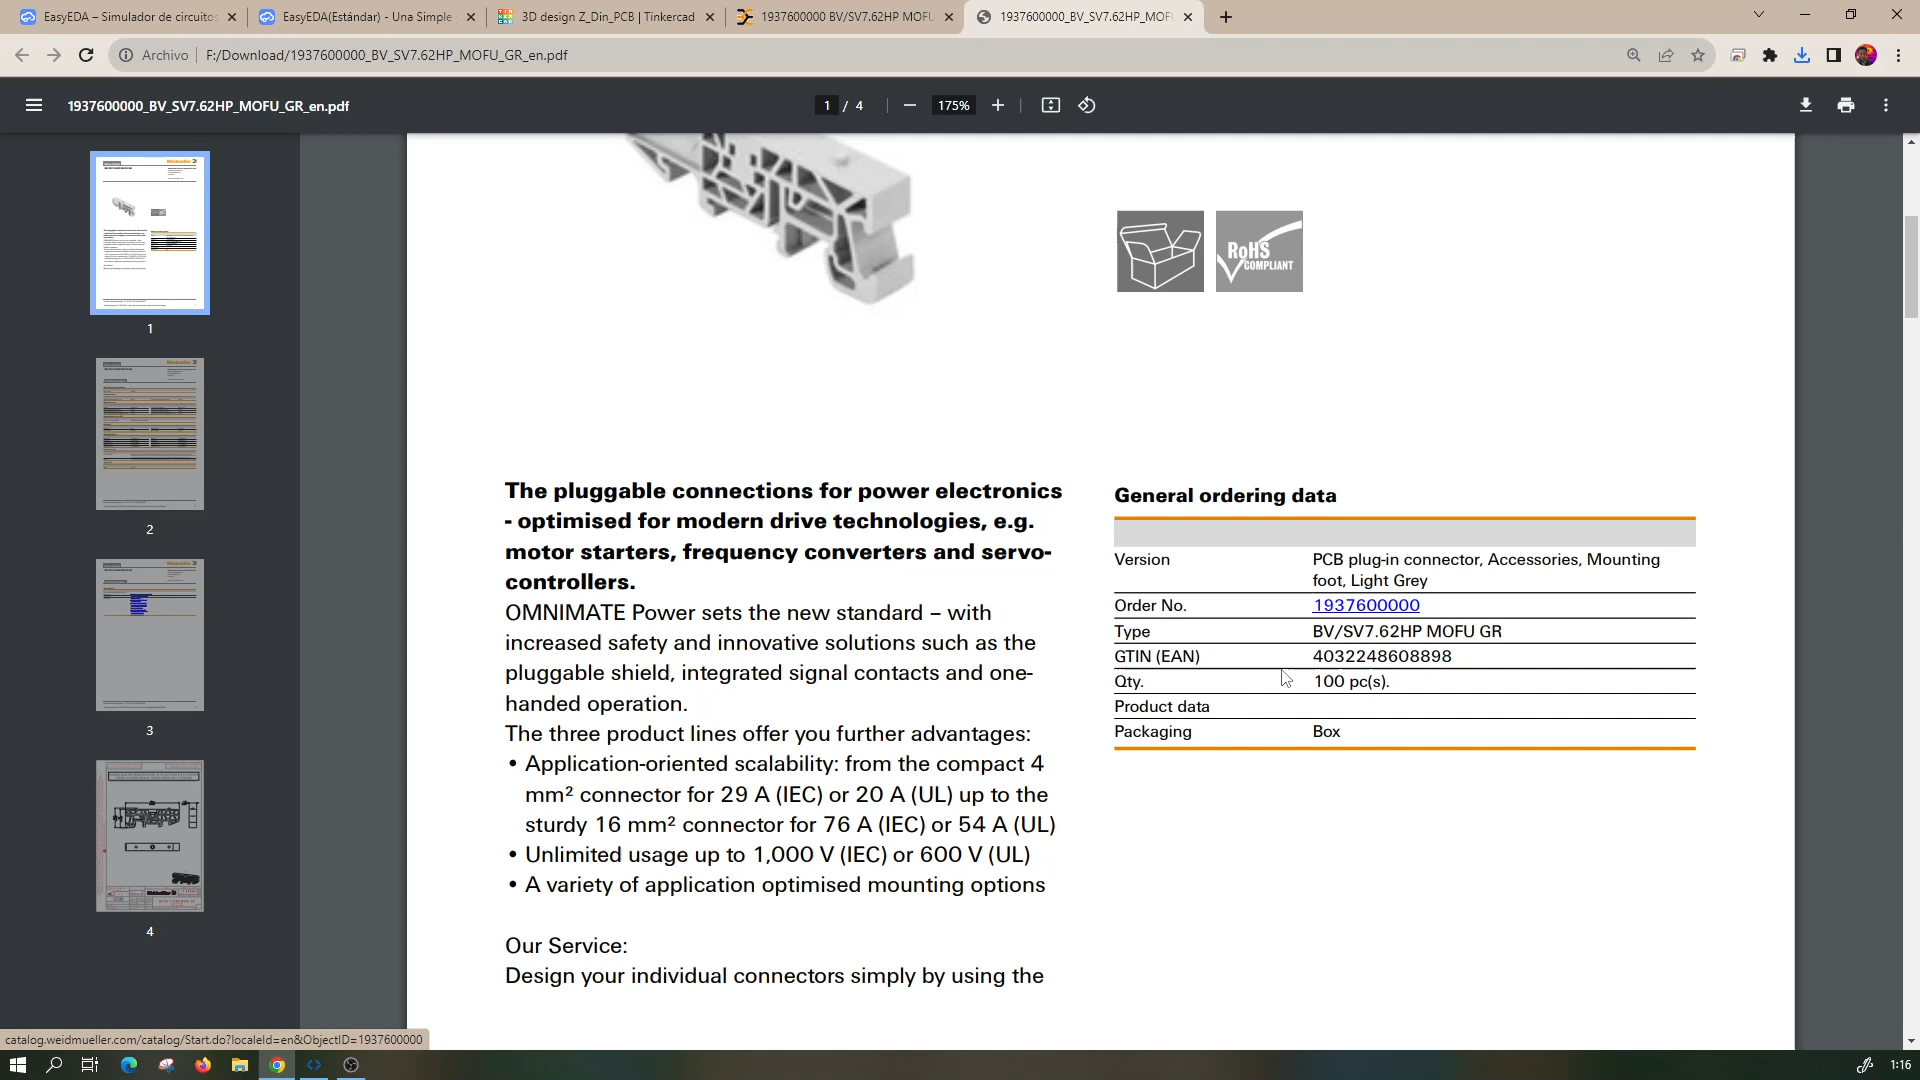 EasyEDA – Simulador de circuitos
EasyEDA(Estándar) - Una Simple
3D design Z_Din_PCB | Tinkercad
1937600000 BV/SV7.62HP MOFU
1937600000_BV_SV7.62HP_MOFU
Archivo
F:/Download/1937600000_BV_SV7.62HP_MOFU_GR_en.pdf
1937600000_BV_SV7.62HP_MOFU_GR_en.pdf
1 / 4
175%
1
2
3
4
RoHS
COMPLIANT
The pluggable connections for power electronics
- optimised for modern drive technologies, e.g.
motor starters, frequency converters and servo-
controllers.
OMNIMATE Power sets the new standard – with
increased safety and innovative solutions such as the
pluggable shield, integrated signal contacts and one-
handed operation.
The three product lines offer you further advantages:
• Application-oriented scalability: from the compact 4
mm² connector for 29 A (IEC) or 20 A (UL) up to the
sturdy 16 mm² connector for 76 A (IEC) or 54 A (UL)
• Unlimited usage up to 1,000 V (IEC) or 600 V (UL)
• A variety of application optimised mounting options
Our Service:
Design your individual connectors simply by using the
General ordering data
Version PCB plug-in connector, Accessories, Mounting
foot, Light Grey
Order No. 1937600000
Type BV/SV7.62HP MOFU GR
GTIN (EAN) 4032248608898
Qty. 100 pc(s).
Product data
Packaging Box
catalog.weidmueller.com/catalog/Start.do?localeId=en&ObjectID=1937600000
1:16